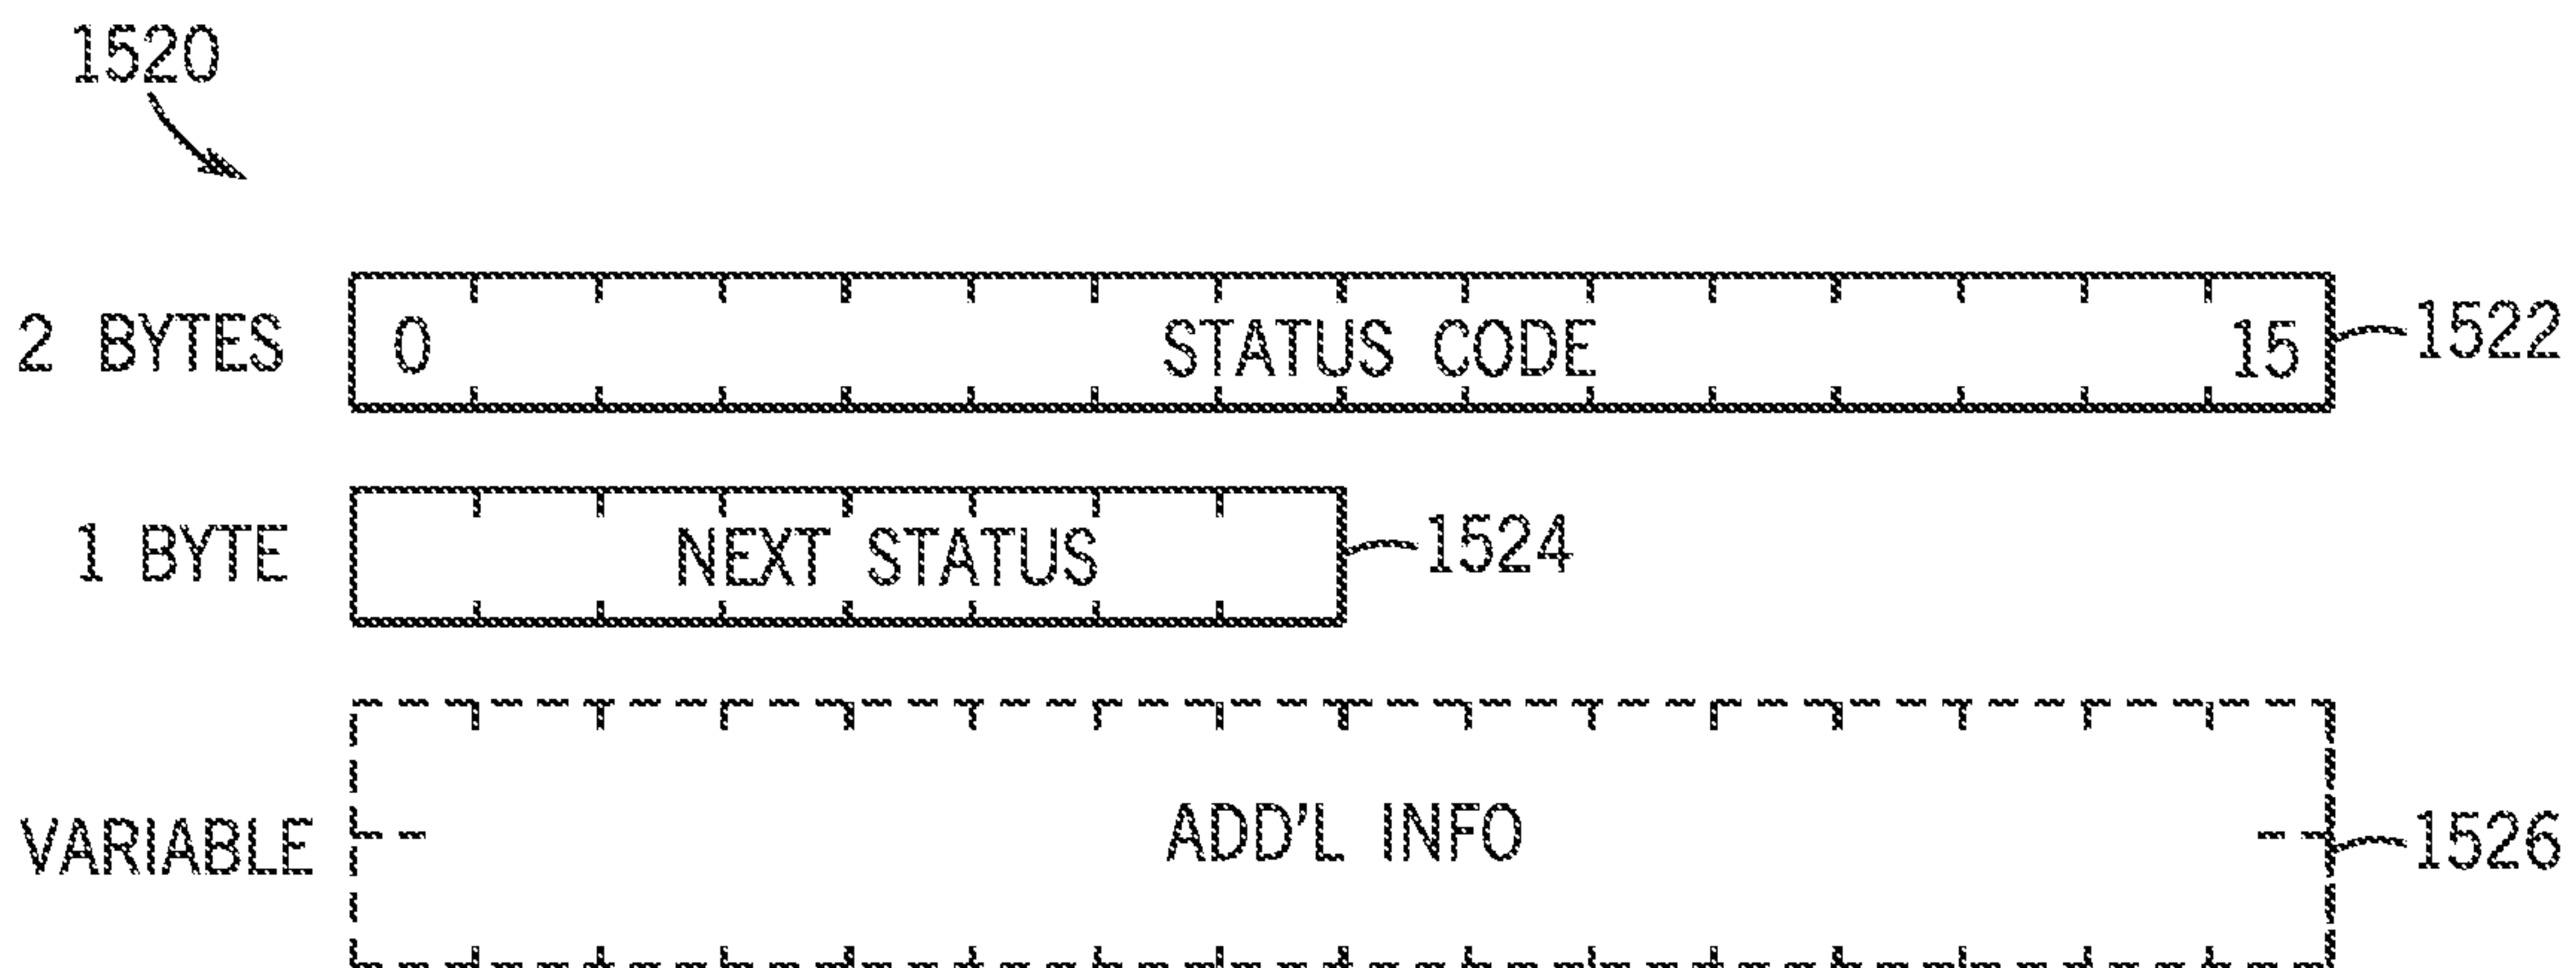 1520
2 BYTES 0 STATUS CODE 15 1522
1 BYTE NEXT STATUS 1524
VARIABLE ADD'L INFO 1526